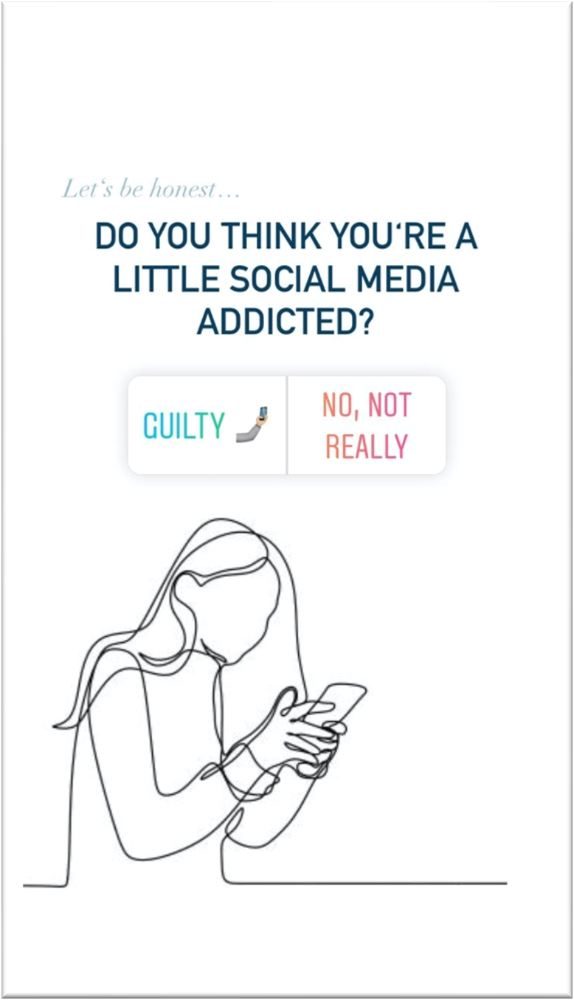 Let‘s be honest...
DO YOU THINK YOU‘RE A
LITTLE SOCIAL MEDIA
ADDICTED?
GUILTY 🤳🏼
NO, NOT
REALLY